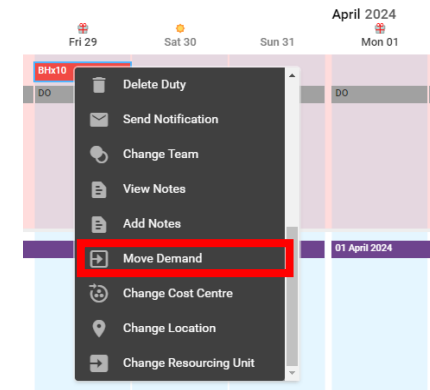 April 2024
Fri 29 Sat 30 Sun 31 Mon 01
BHx10
DO DO
Delete Duty
Send Notification
Change Team
View Notes
Add Notes
Move Demand
01 April 2024
Change Cost Centre
Change Location
Change Resourcing Unit